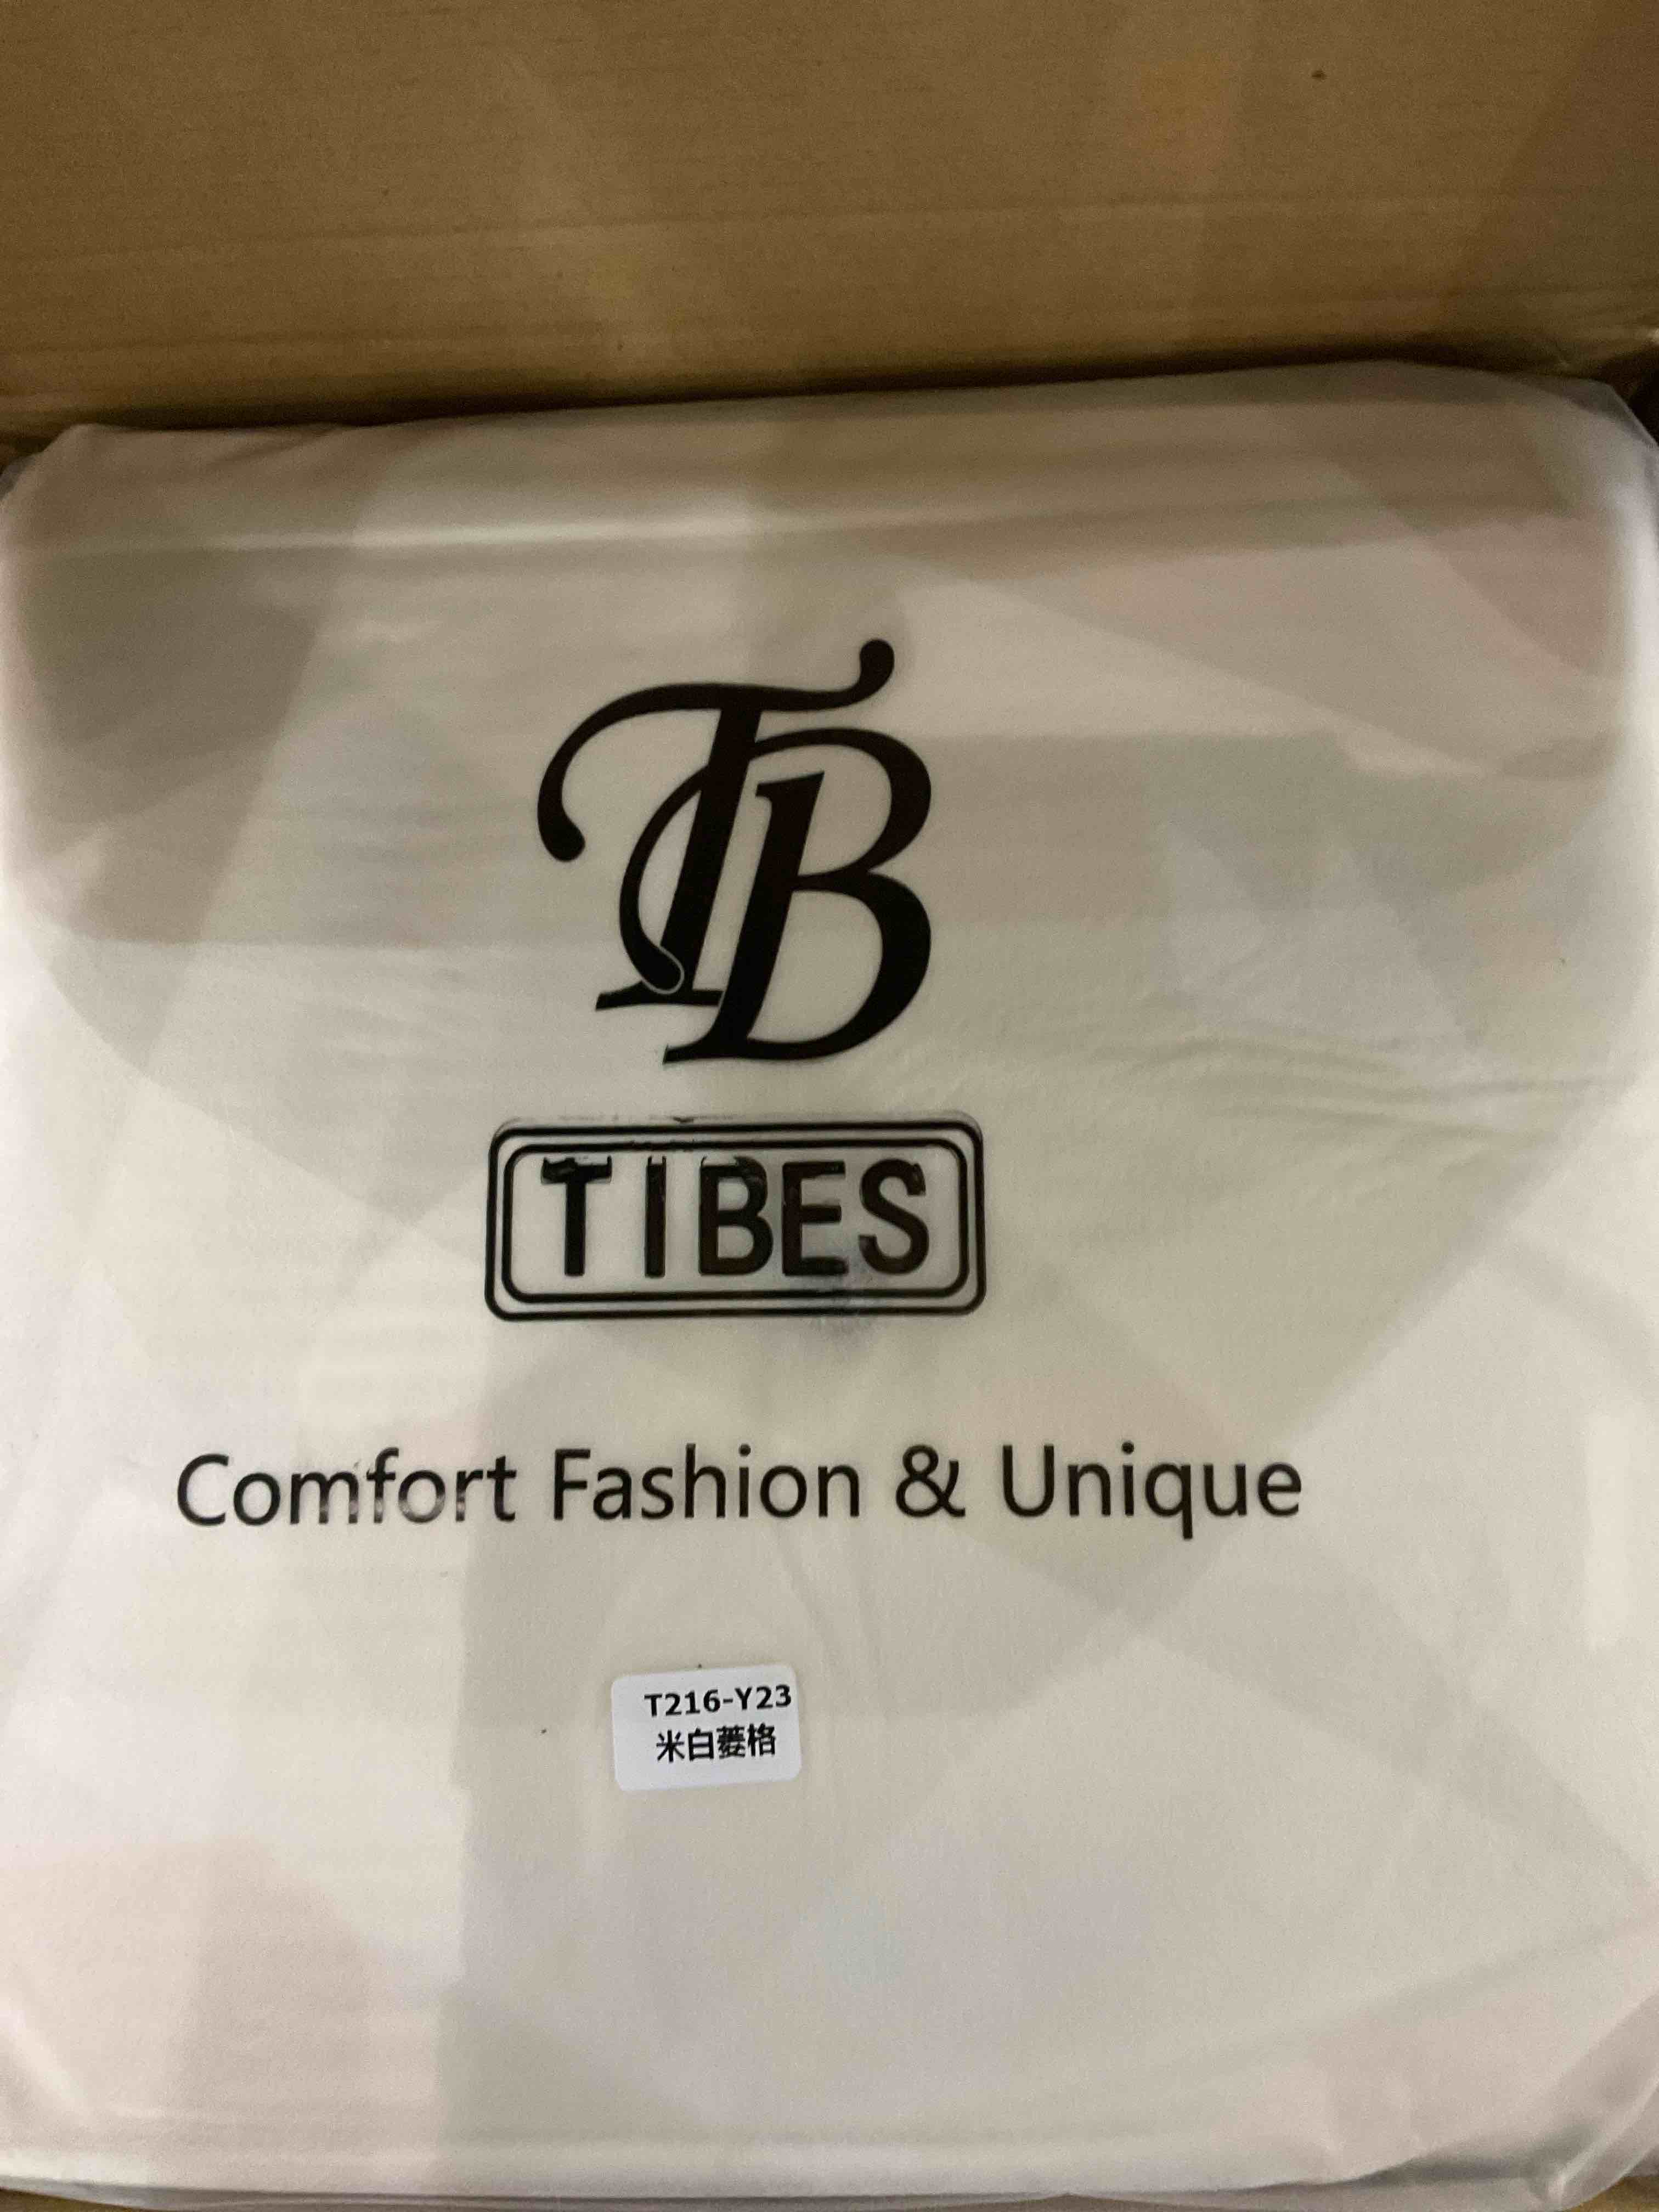 TB
TIBES
Comfort Fashion & Unique
T216-Y23
米白菱格